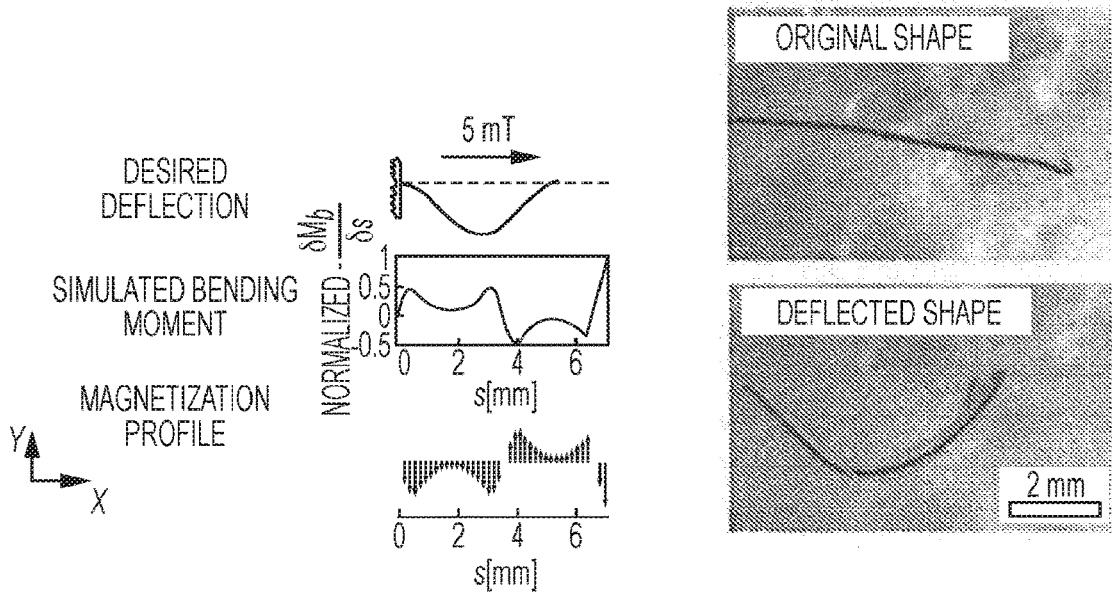 ORIGINAL SHAPE
5 mT
DESIRED
DEFLECTION
δM_b
δs
NORMALIZED -
1
0.5
0
-0.5
SIMULATED BENDING
MOMENT
0 2 4 6
s[mm]
DEFLECTED SHAPE
2 mm
MAGNETIZATION
PROFILE
Y
X
0 2 4 6
s[mm]